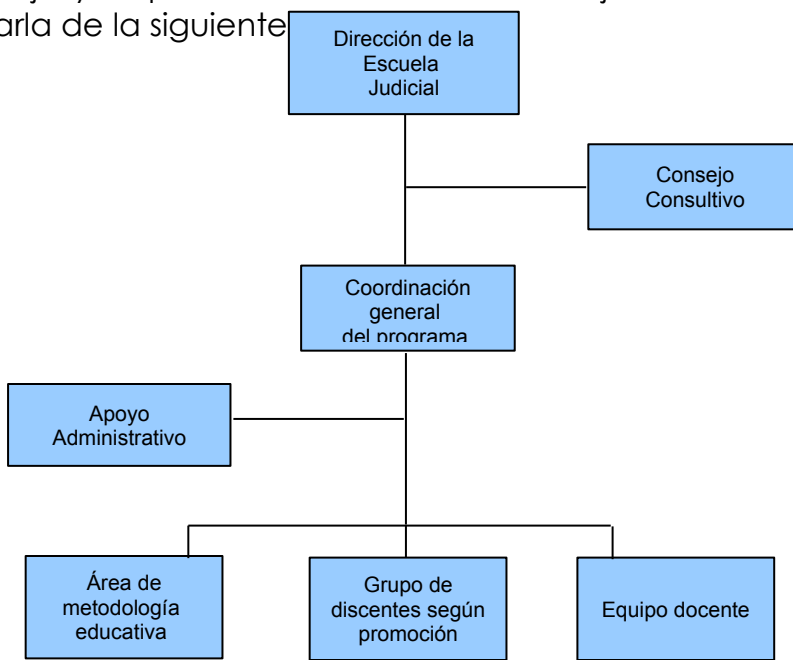 arla de la siguiente
Dirección de la
Escuela
Judicial
Consejo
Consultivo
Coordinación
general
del programa
Apoyo
Administrativo
Área de
metodología
educativa
Grupo de
discentes según
promoción
Equipo docente